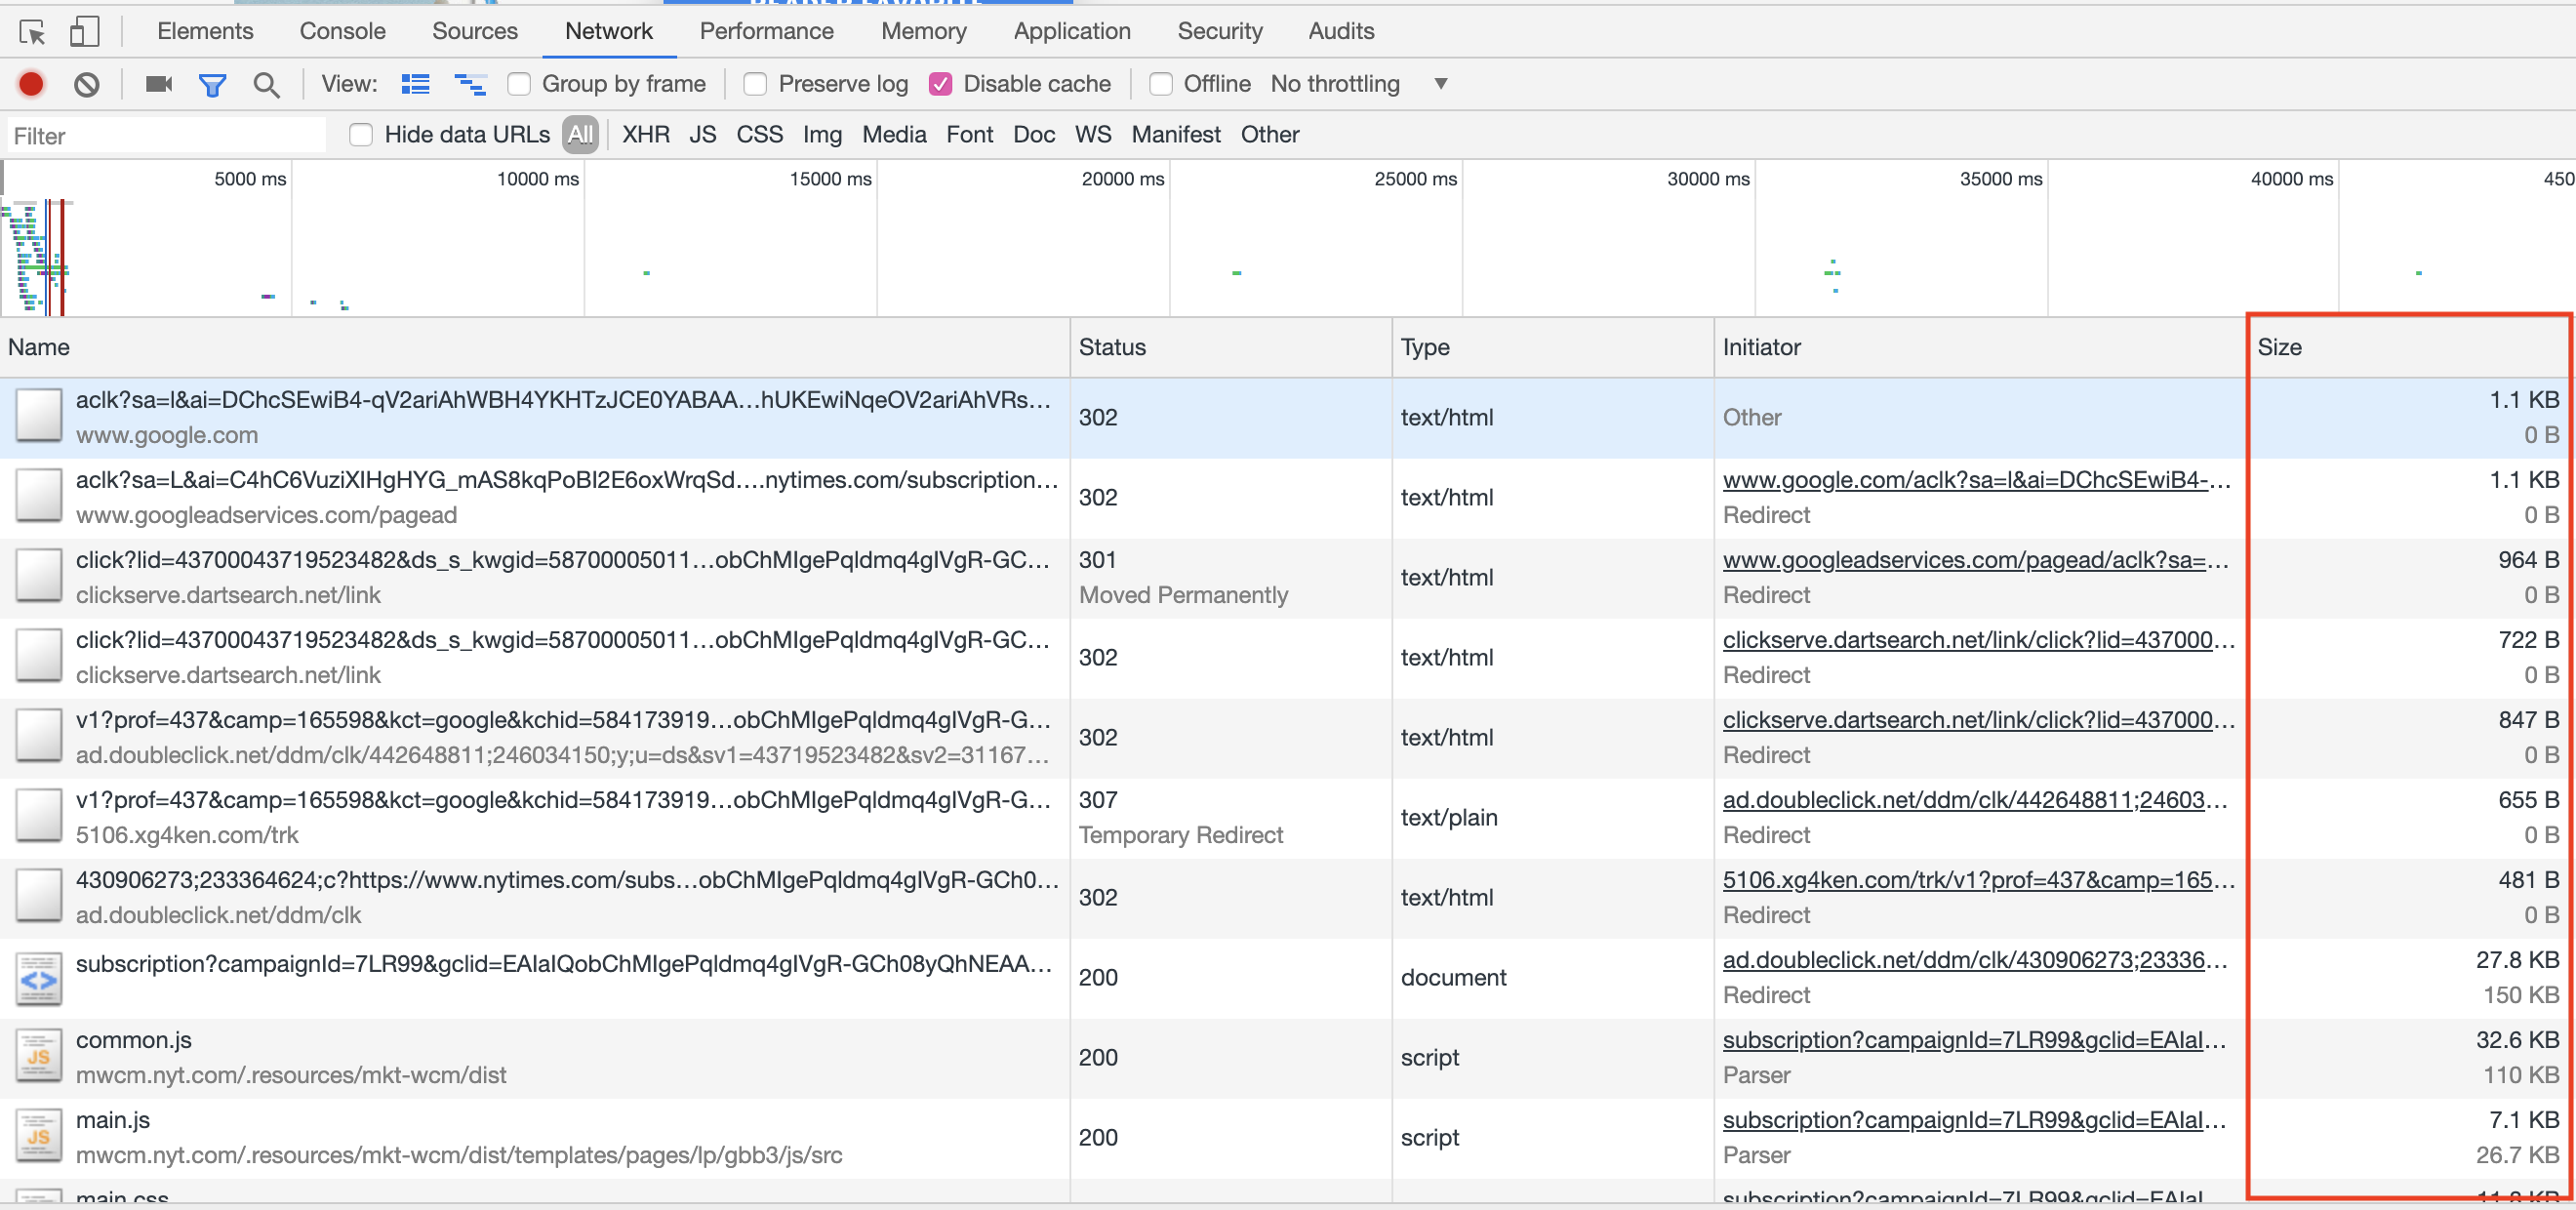 READER FAVORITE
Elements Console Sources Network Performance Memory Application Security Audits
View: Group by frame Preserve log Disable cache Offline No throttling ▼
Filter Hide data URLs All XHR JS CSS Img Media Font Doc WS Manifest Other
5000 ms 10000 ms 15000 ms 20000 ms 25000 ms 30000 ms 35000 ms 40000 ms 450
Name Status Type Initiator Size
aclk?sa=l&ai=DChcSEwiB4-qV2ariAhWBH4YKHTzJCE0YABAA…hUKEwiNqeOV2ariAhVRs… 302 text/html Other 1.1 KB
www.google.com 0 B
aclk?sa=L&ai=C4hC6VuziXIHgHYG_mAS8kqPoBI2E6oxWrqSd….nytimes.com/subscription… 302 text/html www.google.com/aclk?sa=l&ai=DChcSEwiB4-… 1.1 KB
www.googleadservices.com/pagead Redirect 0 B
click?lid=43700043719523482&ds_s_kwgid=58700005011…obChMIgePqldmq4gIVgR-GC… 301 text/html www.googleadservices.com/pagead/aclk?sa=… 964 B
clickserve.dartsearch.net/link Moved Permanently Redirect 0 B
click?lid=43700043719523482&ds_s_kwgid=58700005011…obChMIgePqldmq4gIVgR-GC… 302 text/html clickserve.dartsearch.net/link/click?lid=437000… 722 B
clickserve.dartsearch.net/link Redirect 0 B
v1?prof=437&camp=165598&kct=google&kchid=584173919…obChMIgePqldmq4gIVgR-G… 302 text/html clickserve.dartsearch.net/link/click?lid=437000… 847 B
ad.doubleclick.net/ddm/clk/442648811;246034150;y;u=ds&sv1=43719523482&sv2=31167… Redirect 0 B
v1?prof=437&camp=165598&kct=google&kchid=584173919…obChMIgePqldmq4gIVgR-G… 307 text/plain ad.doubleclick.net/ddm/clk/442648811;24603… 655 B
5106.xg4ken.com/trk Temporary Redirect Redirect 0 B
430906273;233364624;c?https://www.nytimes.com/subs…obChMIgePqldmq4gIVgR-GCh0… 302 text/html 5106.xg4ken.com/trk/v1?prof=437&camp=165… 481 B
ad.doubleclick.net/ddm/clk Redirect 0 B
subscription?campaignId=7LR99&gclid=EAIaIQobChMIgePqldmq4gIVgR-GCh08yQhNEAA… 200 document ad.doubleclick.net/ddm/clk/430906273;23336… 27.8 KB
Redirect 150 KB
common.js 200 script subscription?campaignId=7LR99&gclid=EAIaI… 32.6 KB
mwcm.nyt.com/.resources/mkt-wcm/dist Parser 110 KB
main.js 200 script subscription?campaignId=7LR99&gclid=EAIaI… 7.1 KB
mwcm.nyt.com/.resources/mkt-wcm/dist/templates/pages/lp/gbb3/js/src Parser 26.7 KB
main.css subscription?campaignId=7LR99&gclid=EAIaI… 11.8 KB